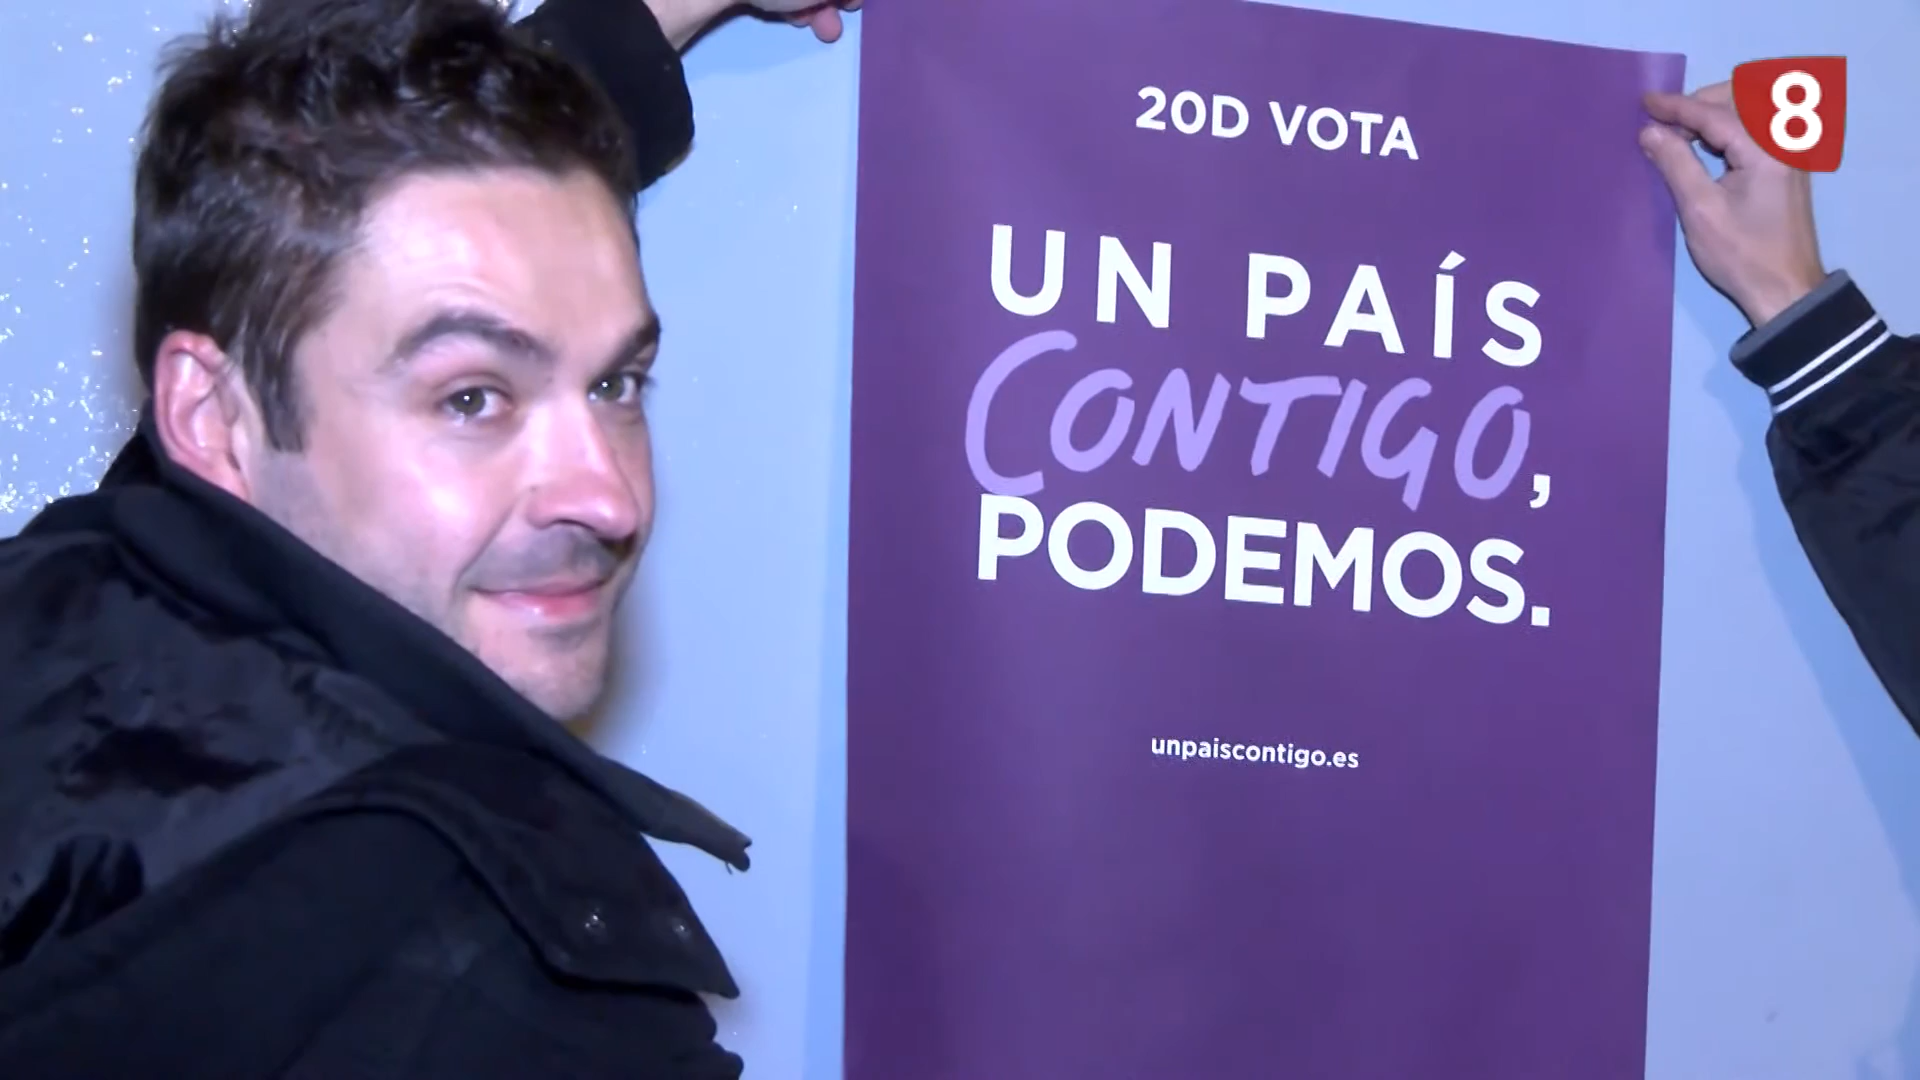 8
20D VOTA
UN PAÍS
CONTIGO,
PODEMOS.
unpaiscontigo.es